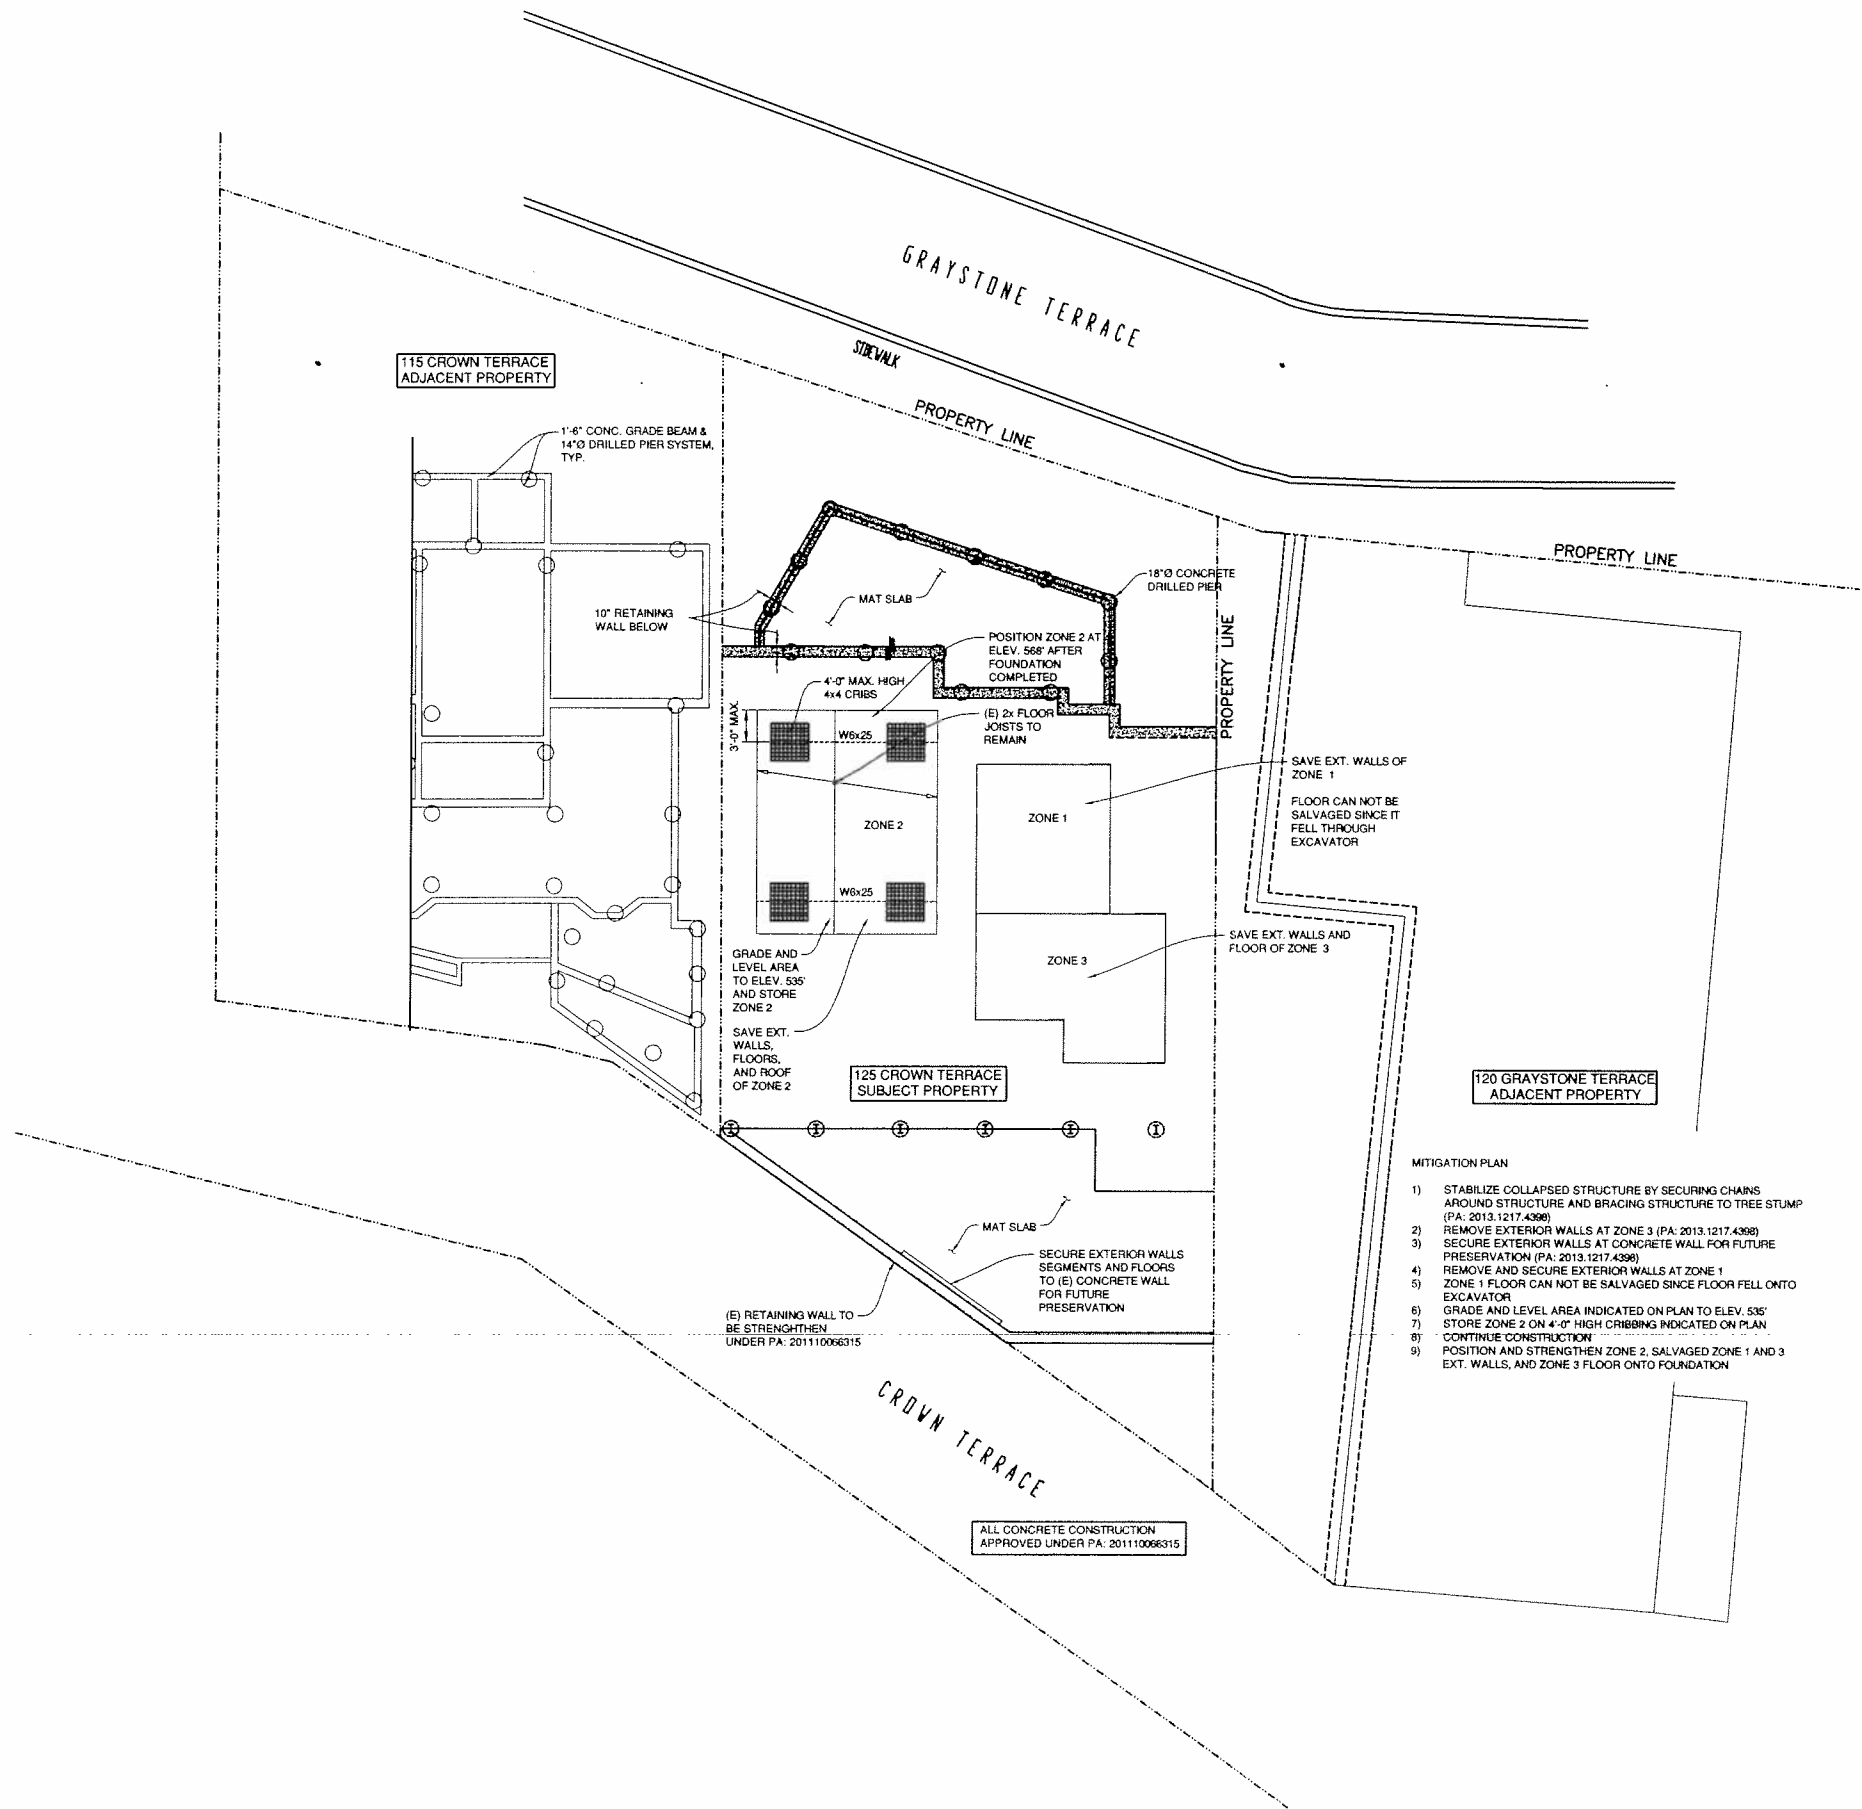 GRAYSTONE TERRACE
SIDEWALK
PROPERTY LINE
PROPERTY LINE
115 CROWN TERRACE
ADJACENT PROPERTY
1'-6" CONC. GRADE BEAM &
14"Ø DRILLED PIER SYSTEM,
TYP.
18"Ø CONCRETE
DRILLED PIER
MAT SLAB
10" RETAINING
WALL BELOW
PROPERTY LINE
POSITION ZONE 2 AT
ELEV. 568' AFTER
FOUNDATION
COMPLETED
4'-0" MAX. HIGH
4x4 CRIBS
3'-0" MAX.
W6x25
(E) 2x FLOOR
JOISTS TO
REMAIN
SAVE EXT. WALLS OF
ZONE 1
FLOOR CAN NOT BE
SALVAGED SINCE IT
FELL THROUGH
EXCAVATOR
ZONE 2
ZONE 1
W6x25
SAVE EXT. WALLS AND
FLOOR OF ZONE 3
ZONE 3
GRADE AND
LEVEL AREA
TO ELEV. 535'
AND STORE
ZONE 2
SAVE EXT.
WALLS,
FLOORS,
AND ROOF
OF ZONE 2
125 CROWN TERRACE
SUBJECT PROPERTY
120 GRAYSTONE TERRACE
ADJACENT PROPERTY
MAT SLAB
SECURE EXTERIOR WALLS
SEGMENTS AND FLOORS
TO (E) CONCRETE WALL
FOR FUTURE
PRESERVATION
(E) RETAINING WALL TO
BE STRENGHTEN
UNDER PA: 201110066315
MITIGATION PLAN
1) STABILIZE COLLAPSED STRUCTURE BY SECURING CHAINS
AROUND STRUCTURE AND BRACING STRUCTURE TO TREE STUMP
(PA: 2013.1217.4398)
2) REMOVE EXTERIOR WALLS AT ZONE 3 (PA: 2013.1217.4398)
3) SECURE EXTERIOR WALLS AT CONCRETE WALL FOR FUTURE
PRESERVATION (PA: 2013.1217.4398)
4) REMOVE AND SECURE EXTERIOR WALLS AT ZONE 1
5) ZONE 1 FLOOR CAN NOT BE SALVAGED SINCE FLOOR FELL ONTO
EXCAVATOR
6) GRADE AND LEVEL AREA INDICATED ON PLAN TO ELEV. 535'
7) STORE ZONE 2 ON 4'-0" HIGH CRIBBING INDICATED ON PLAN
8) CONTINUE CONSTRUCTION
9) POSITION AND STRENGTHEN ZONE 2, SALVAGED ZONE 1 AND 3
EXT. WALLS, AND ZONE 3 FLOOR ONTO FOUNDATION
CROWN TERRACE
ALL CONCRETE CONSTRUCTION
APPROVED UNDER PA: 201110066315